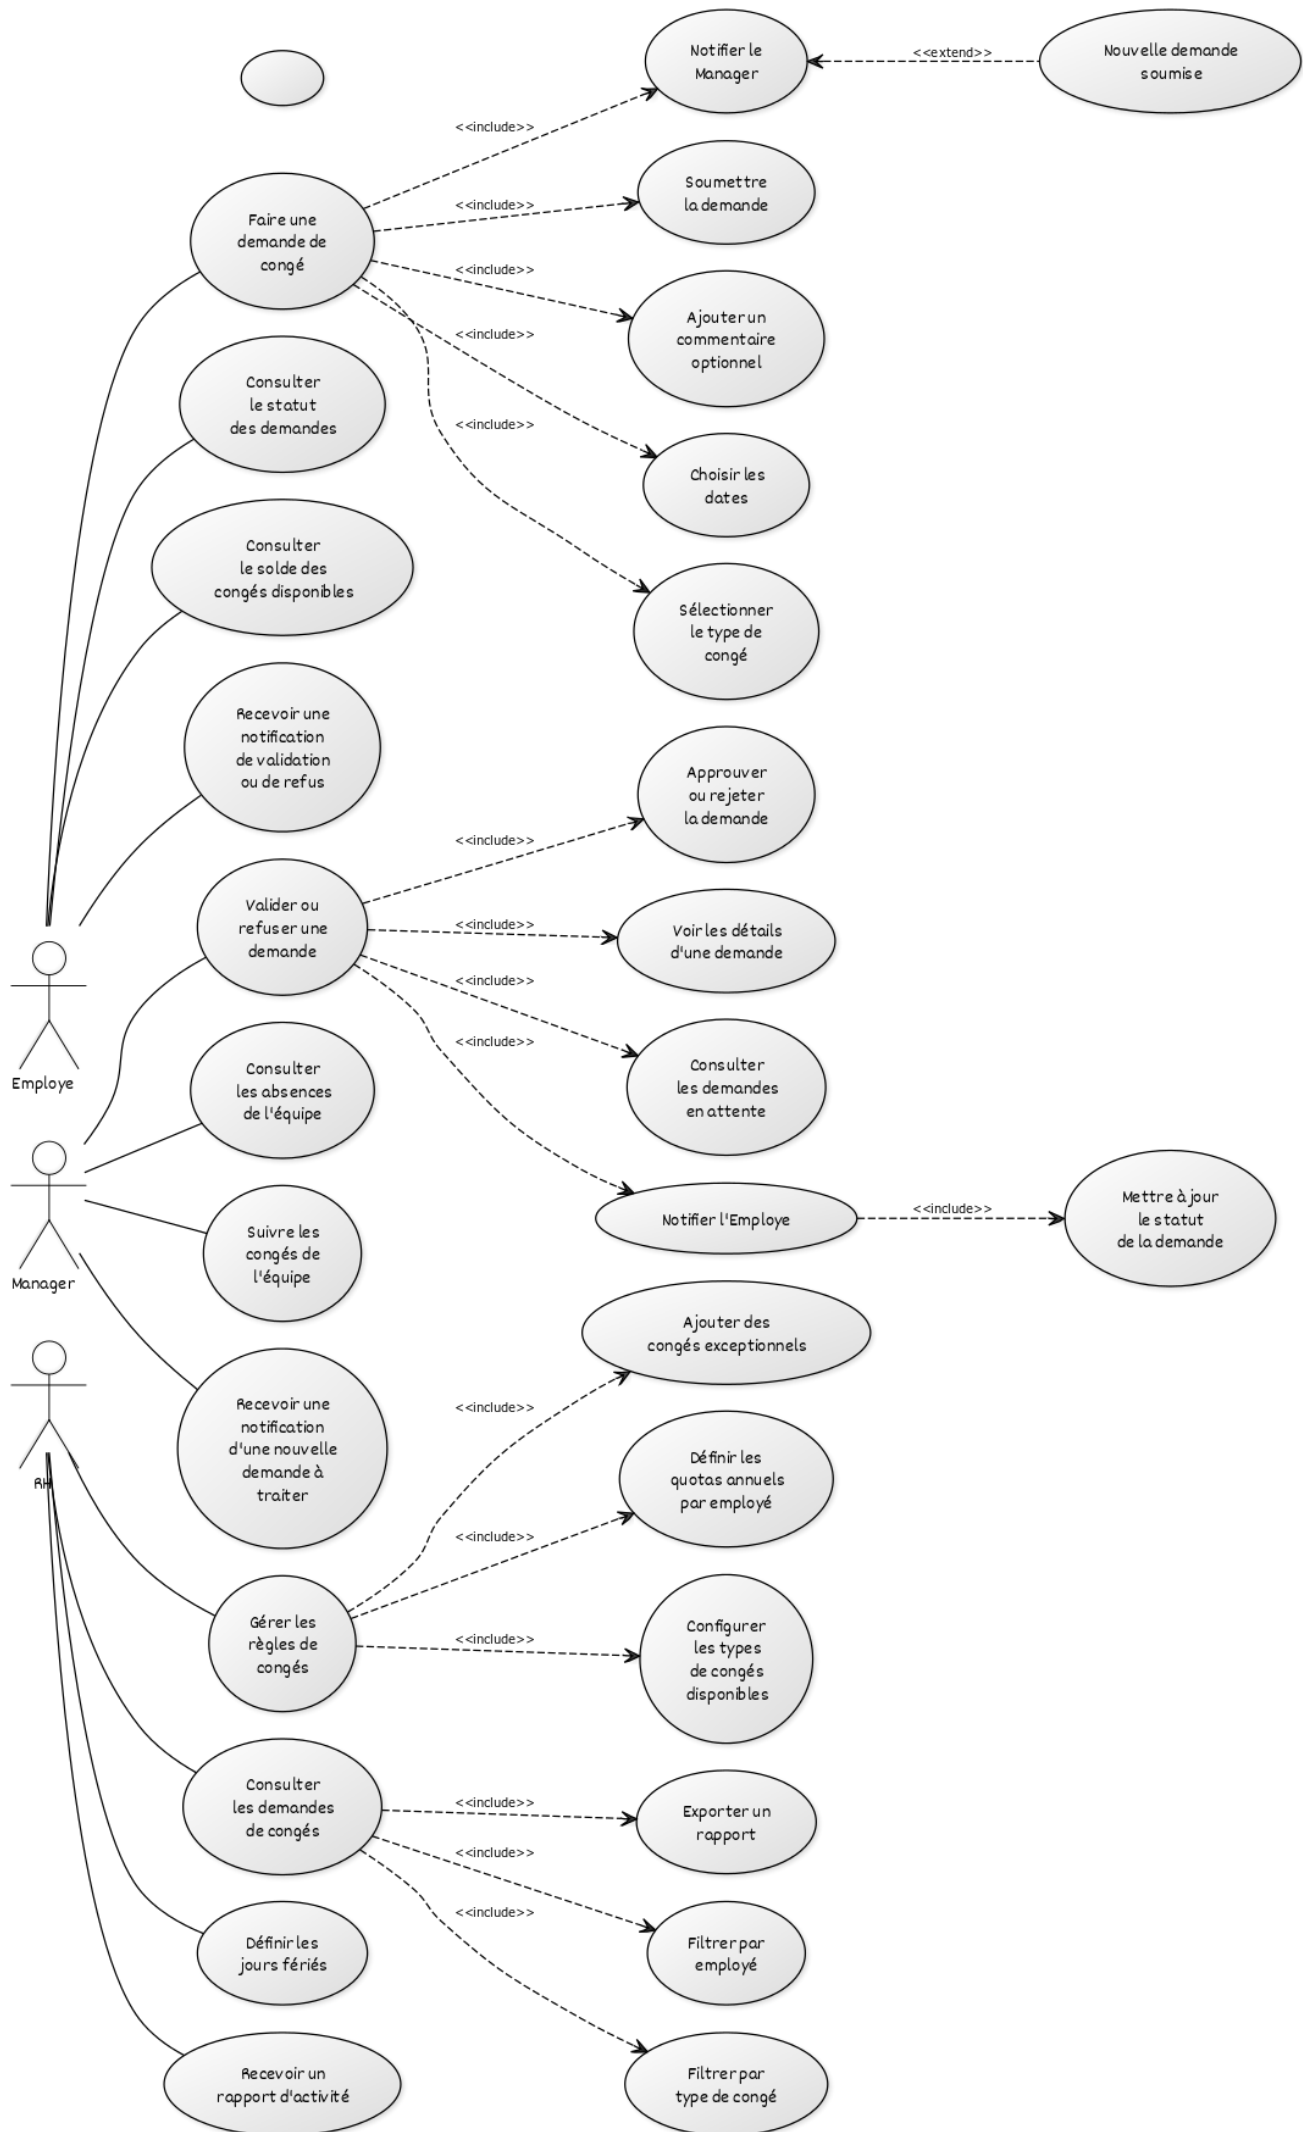 Notifier le
Manager
<<extend>>
Nouvelle demande
soumise
<<include>>
Soumettre
la demande
<<include>>
Faire une
demande de
congé
<<include>>
Ajouter un
commentaire
optionnel
<<include>>
Consulter
le statut
des demandes
<<include>>
Choisir les
dates
Consulter
le solde des
congés disponibles
Sélectionner
le type de
congé
Recevoir une
notification
de validation
ou de refus
Approuver
ou rejeter
la demande
<<include>>
Valider ou
refuser une
demande
<<include>>
Voir les détails
d'une demande
<<include>>
Employe
Consulter
les absences
de l'équipe
<<include>>
Consulter
les demandes
en attente
Manager
Suivre les
congés de
l'équipe
Notifier l'Employe
<<include>>
Mettre à jour
le statut
de la demande
Ajouter des
congés exceptionnels
<<include>>
Recevoir une
notification
d'une nouvelle
demande à
traiter
RH
Définir les
quotas annuels
par employé
<<include>>
Gérer les
règles de
congés
<<include>>
Configurer
les types
de congés
disponibles
Consulter
les demandes
de congés
<<include>>
Exporter un
rapport
<<include>>
<<include>>
Définir les
jours fériés
Filtrer par
employé
Recevoir un
rapport d'activité
Filtrer par
type de congé